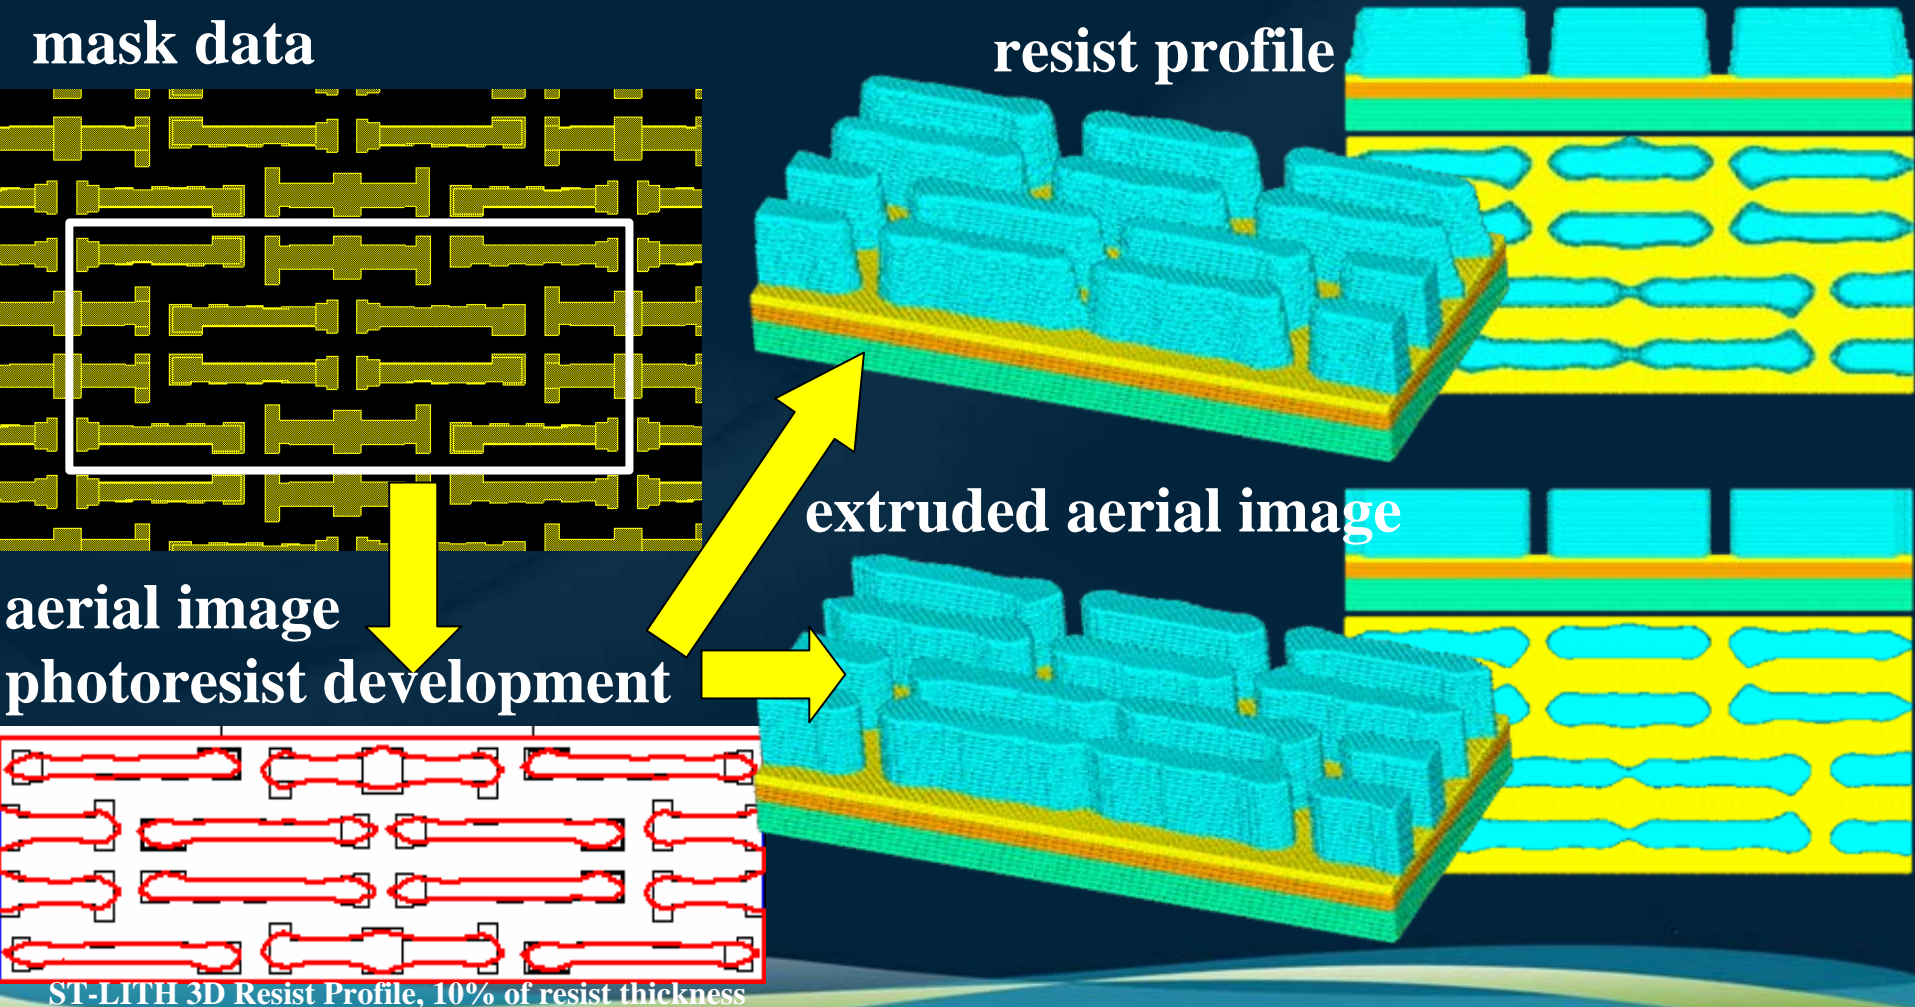 mask data
resist profile
extruded aerial image
aerial image
photoresist development
ST-LITH 3D Resist Profile, 10% of resist thickness